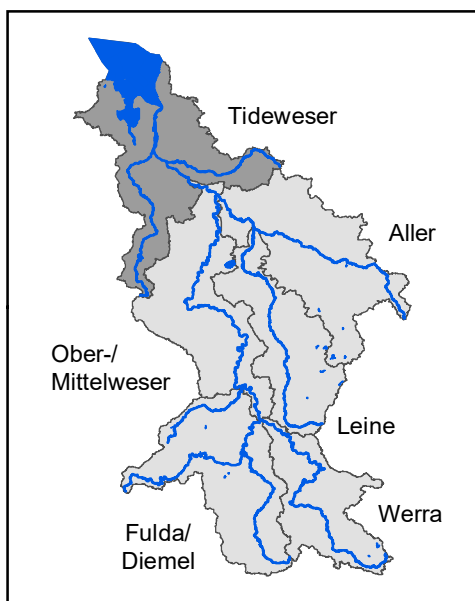 Tideweser
Aller
Ober-/
Mittelweser
Leine
Werra
Fulda/
Diemel